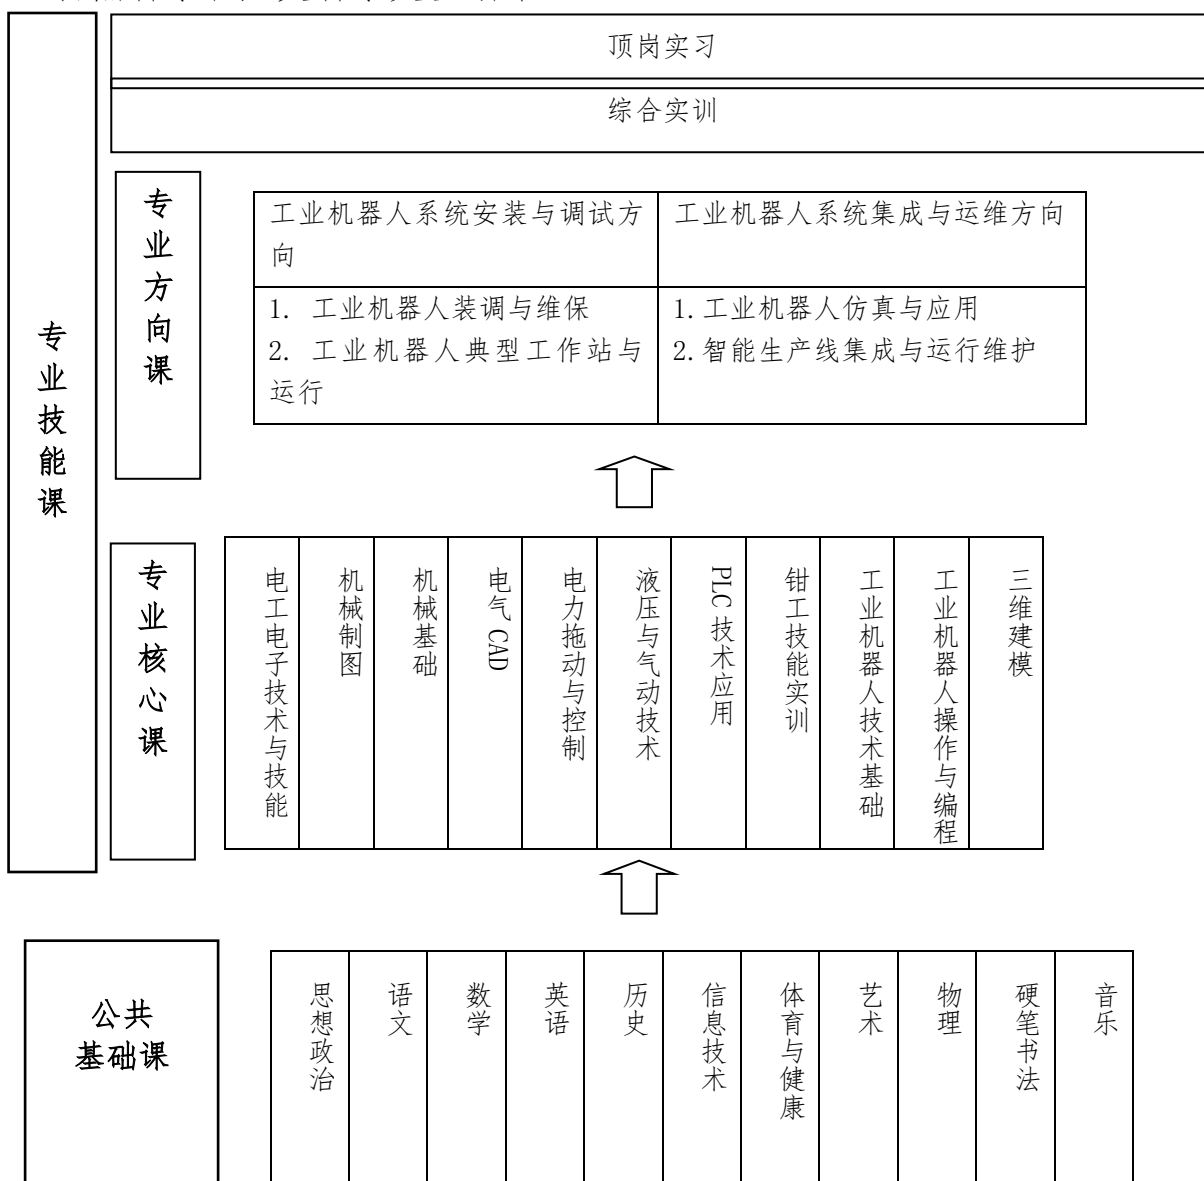 顶岗实习
综合实训
专业技能课
专业方向课
工业机器人系统安装与调试方
向
工业机器人系统集成与运维方向
1. 工业机器人装调与维保
2. 工业机器人典型工作站与
运行
1.工业机器人仿真与应用
2.智能生产线集成与运行维护
专业核心课
电工电子技术与技能
机械制图
机械基础
电气 CAD
电力拖动与控制
液压与气动技术
PLC 技术应用
钳工技能实训
工业机器人技术基础
工业机器人操作与编程
三维建模
公共
基础课
思想政治
语文
数学
英语
历史
信息技术
体育与健康
艺术
物理
硬笔书法
音乐